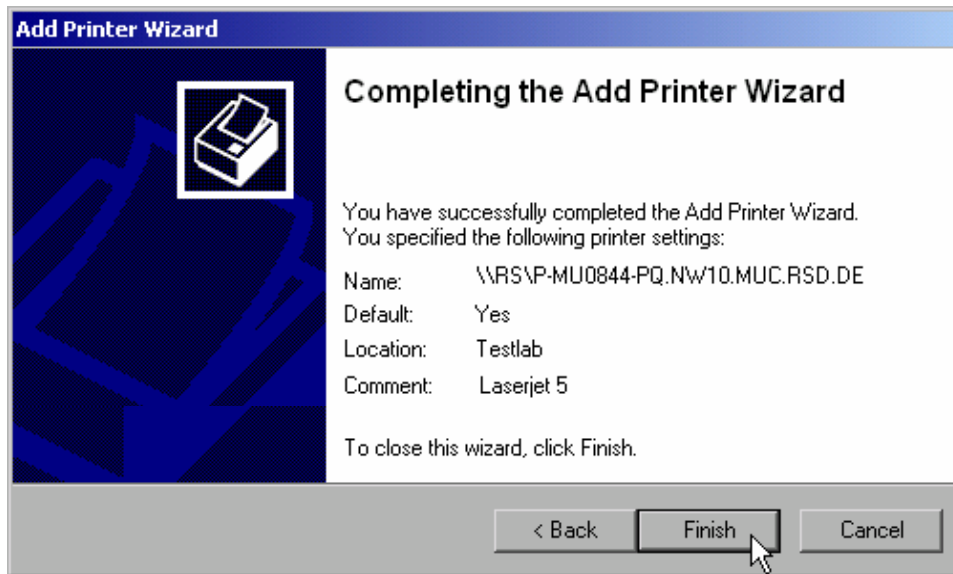 Add Printer Wizard
Completing the Add Printer Wizard
You have successfully completed the Add Printer Wizard.
You specified the following printer settings:
Name: \\RS\P-MU0844-PQ.NW10.MUC.RSD.DE
Default: Yes
Location: Testlab
Comment: Laserjet 5
To close this wizard, click Finish.
< Back Finish Cancel